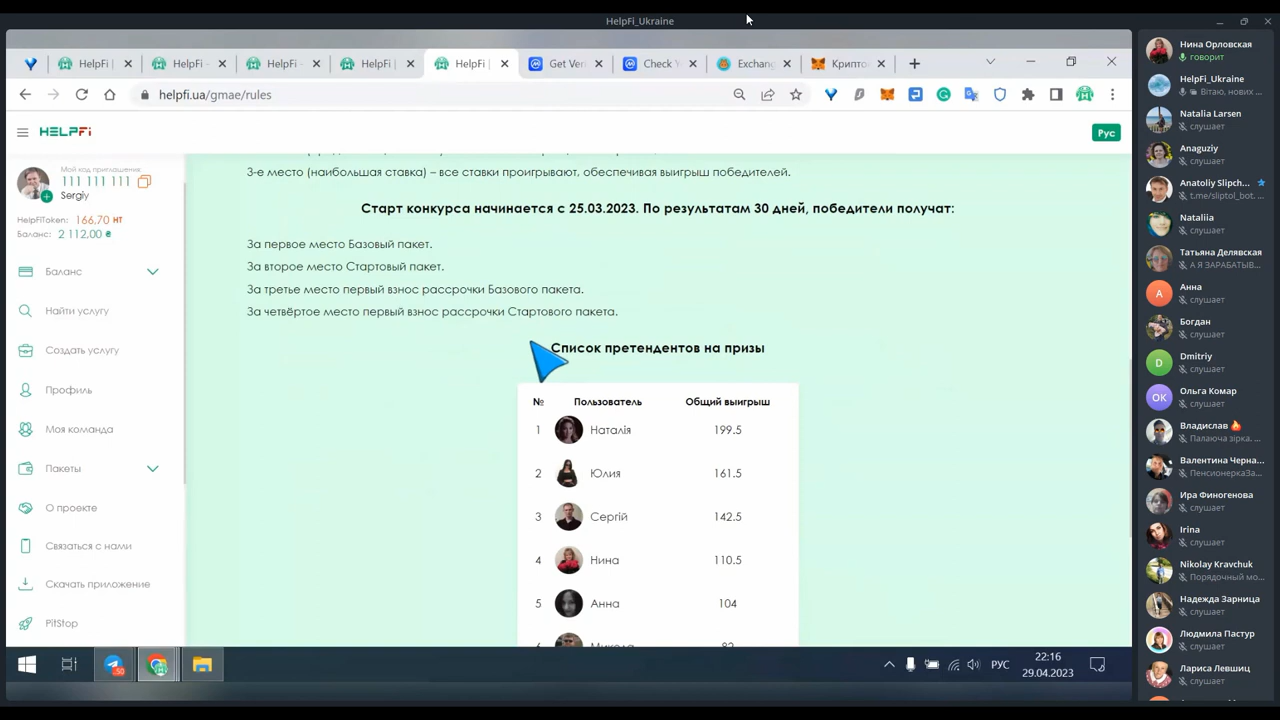 HelpFi_Ukraine
HelpFi |
HelpFi -
HelpFi -
HelpFi |
HelpFi |
Get Veri
Check Y
Exchang
Крипто
helpfi.ua/gmae/rules
HELPFi
Рус
Мой код приглашения:
111 111 111
Sergiy
HelpFiToken: 166,70 HT
Баланс: 2 112,00 ₴
Баланс
Найти услугу
Создать услугу
Профиль
Моя команда
Пакеты
О проекте
Связаться с нами
Скачать приложение
PitStop
3-е место (наибольшая ставка) – все ставки проигрывают, обеспечивая выигрыш победителей.
Старт конкурса начинается с 25.03.2023. По результатам 30 дней, победители получат:
За первое место Базовый пакет.
За второе место Стартовый пакет.
За третье место первый взнос рассрочки Базового пакета.
За четвёртое место первый взнос рассрочки Стартового пакета.
Список претендентов на призы
№ Пользователь Общий выигрыш
1 Наталія 199.5
2 Юлия 161.5
3 Сергій 142.5
4 Нина 110.5
5 Анна 104
50
РУС
22:16
29.04.2023
Нина Орловская
говорит
HelpFi_Ukraine
Вітаю, нових ...
Natalia Larsen
слушает
Anaguziy
слушает
Anatoliy Slipch...
t.me/sliptol_bot. ...
Nataliia
слушает
Татьяна Делявская
А Я ЗАРАБАТЫВ...
А
Анна
слушает
Богдан
слушает
D
Dmitriy
слушает
ОК
Ольга Комар
слушает
Владислав
Палаюча зірка. ...
Валентина Черна...
ПенсионеркаЗа...
Ира Финогенова
слушает
Irina
слушает
Nikolay Kravchuk
Порядочный мо...
Надежда Зарница
слушает
Людмила Пастур
слушает
Лариса Левшиц
слушает